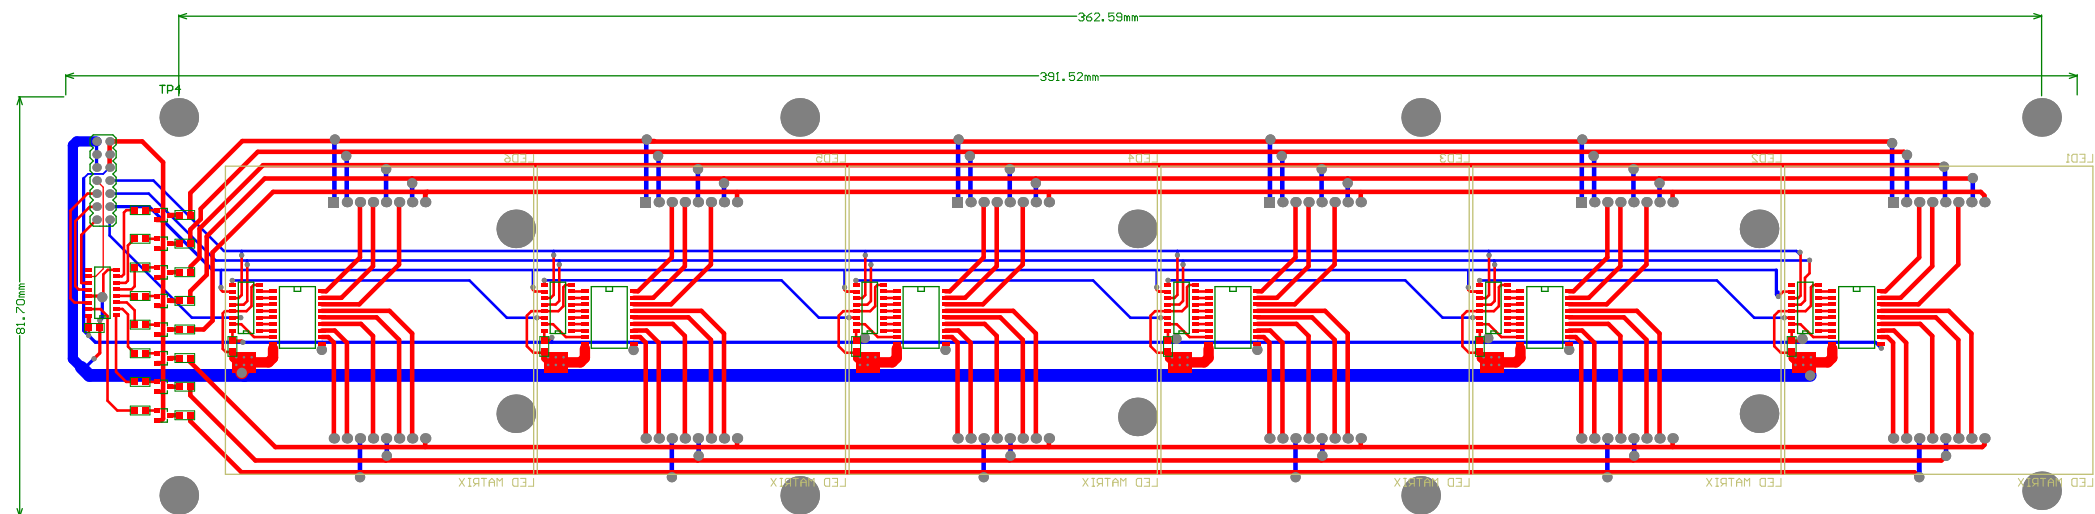 362.59mm
391.52mm
TP4
LED6
LED5
LED4
LED3
LED2
LED1
81.70mm
LED MATRIX
LED MATRIX
LED MATRIX
LED MATRIX
LED MATRIX
LED MATRIX